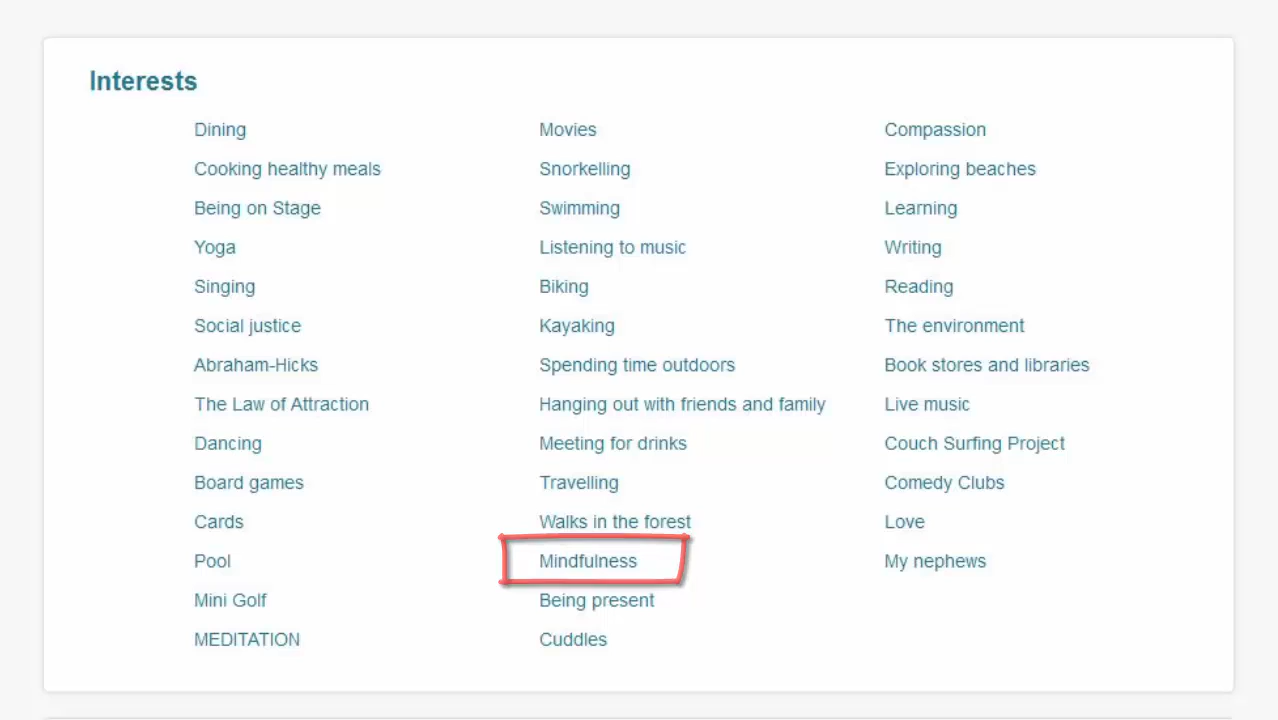 Interests
Dining
Cooking healthy meals
Being on Stage
Yoga
Singing
Social justice
Abraham-Hicks
The Law of Attraction
Dancing
Board games
Cards
Pool
Mini Golf
MEDITATION
Movies
Snorkelling
Swimming
Listening to music
Biking
Kayaking
Spending time outdoors
Hanging out with friends and family
Meeting for drinks
Travelling
Walks in the forest
Mindfulness
Being present
Cuddles
Compassion
Exploring beaches
Learning
Writing
Reading
The environment
Book stores and libraries
Live music
Couch Surfing Project
Comedy Clubs
Love
My nephews